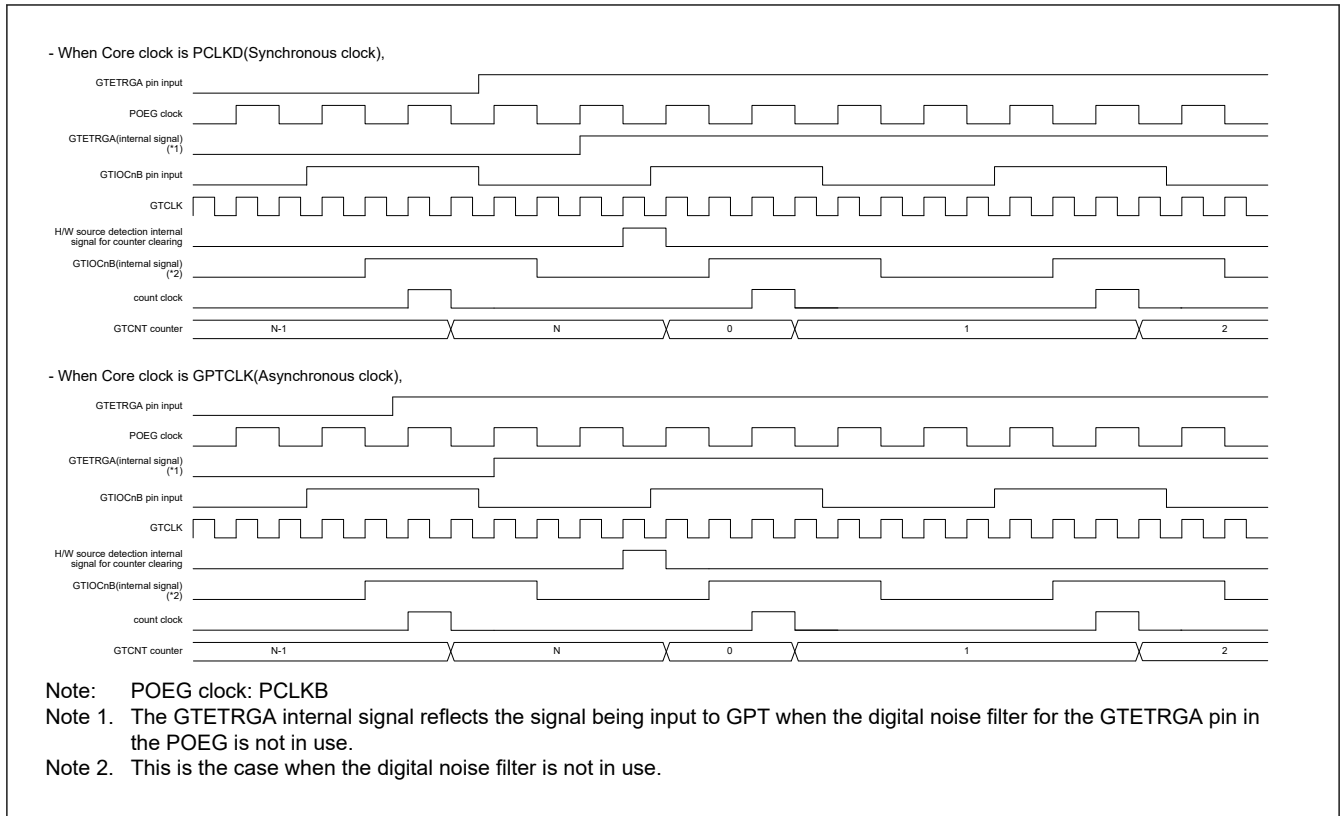 - When Core clock is PCLKD(Synchronous clock),
GTETRGA pin input
POEG clock
GTETRGA(internal signal)
(*1)
GTIOCnB pin input
GTCLK
H/W source detection internal
signal for counter clearing
GTIOCnB(internal signal)
(*2)
count clock
GTCNT counter N-1 N 0 1 2
- When Core clock is GPTCLK(Asynchronous clock),
GTETRGA pin input
POEG clock
GTETRGA(internal signal)
(*1)
GTIOCnB pin input
GTCLK
H/W source detection internal
signal for counter clearing
GTIOCnB(internal signal)
(*2)
count clock
GTCNT counter N-1 N 0 1 2
Note: POEG clock: PCLKB
Note 1. The GTETRGA internal signal reflects the signal being input to GPT when the digital noise filter for the GTETRGA pin in
the POEG is not in use.
Note 2. This is the case when the digital noise filter is not in use.